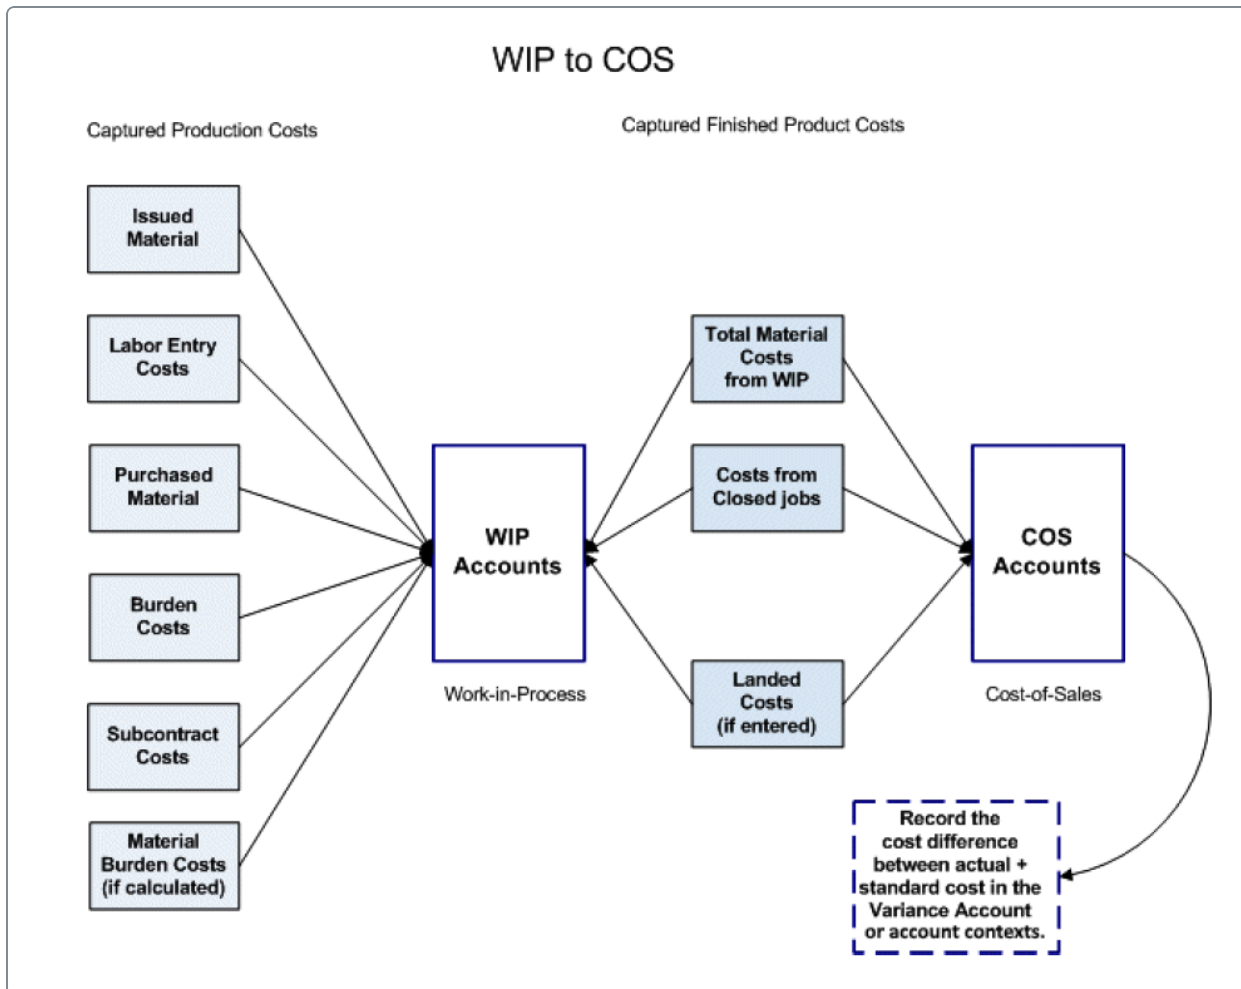 WIP to COS
Captured Production Costs
Captured Finished Product Costs
Issued
Material
Labor Entry
Costs
Purchased
Material
Burden
Costs
Subcontract
Costs
Material
Burden Costs
(if calculated)
WIP
Accounts
Work-in-Process
Total Material
Costs
from WIP
Costs from
Closed jobs
Landed
Costs
(if entered)
COS
Accounts
Cost-of-Sales
Record the
cost difference
between actual +
standard cost in the
Variance Account
or account contexts.